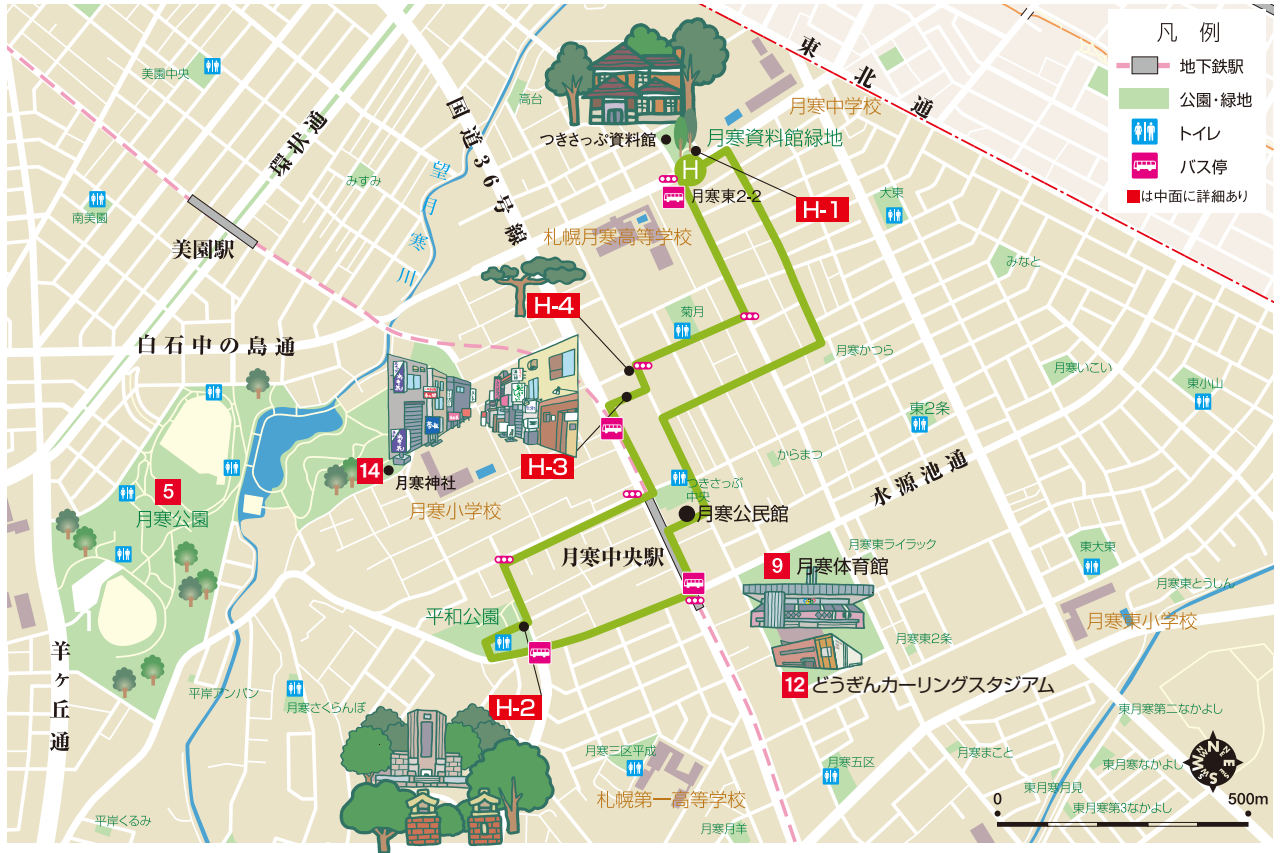 凡 例
地下鉄駅
公園・緑地
トイレ
バス停
■は中面に詳細あり
東北通
美園中央
環状通
国道36号線
高台
望月寒川
つきさっぷ資料館
月寒中学校
月寒資料館緑地
H
月寒東2-2
H-1
大東
みずみ
南美園
美園駅
札幌月寒高等学校
みなと
H-4
菊月
白石中の島通
月寒かつら
月寒いこい
東小山
東2条
H-3
からまつ
水源池通
14
月寒神社
5
月寒公園
月寒小学校
つきさっぷ
中央
月寒公民館
月寒中央駅
月寒東ライラック
9
月寒体育館
東大東
月寒東とうしん
平和公園
月寒東小学校
月寒東2条
羊ヶ丘通
12
どうぎんカーリングスタジアム
平岸アンパン
月寒さくらんぼ
H-2
東月寒第二なかよし
月寒三区平成
月寒五区
月寒まこと
東月寒なかよし
N
E
S
W
札幌第一高等学校
東月寒月見
東月寒第3なかよし
0
500m
平岸くるみ
月寒月羊